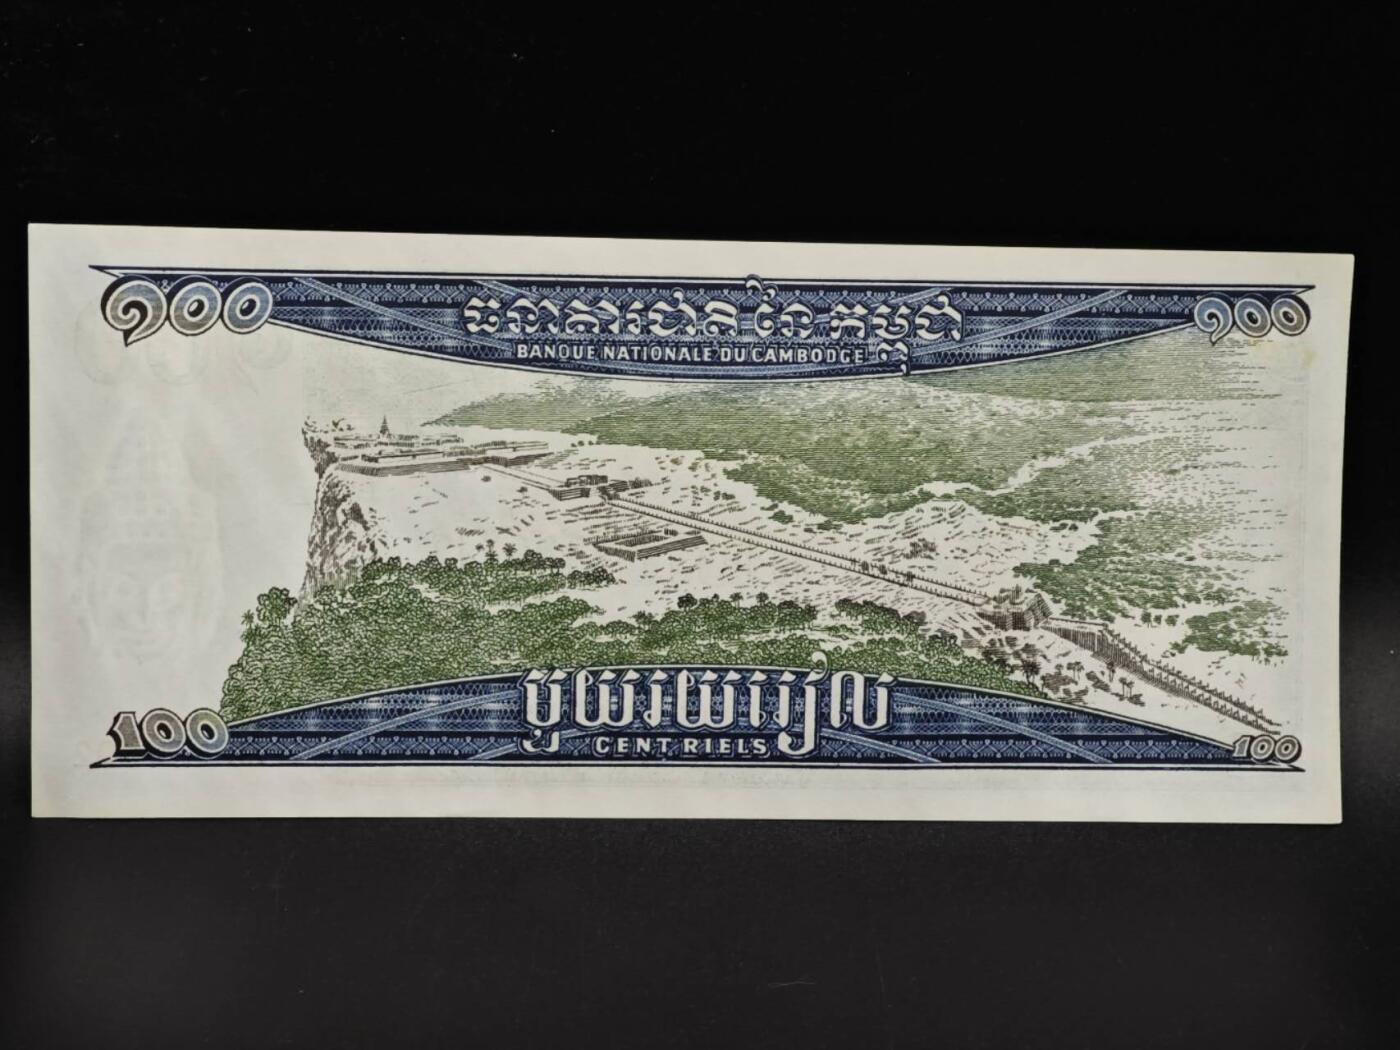 ១០០ ធនាគារជាតិ នៃ កម្ពុជា ១០០
BANQUE NATIONALE DU CAMBODGE
មួយរយរៀល
CENT RIELS
100 100